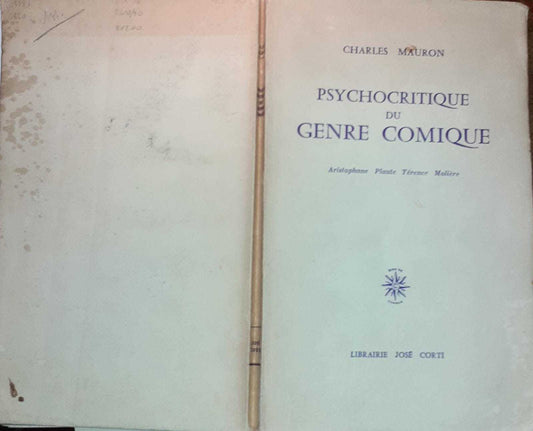 CHARLES MAURON
PSYCHOCRITIQUE
DU
GENRE COMIQUE
Aristophane Plaute Térence Molière
LIBRAIRIE JOSÉ CORTI